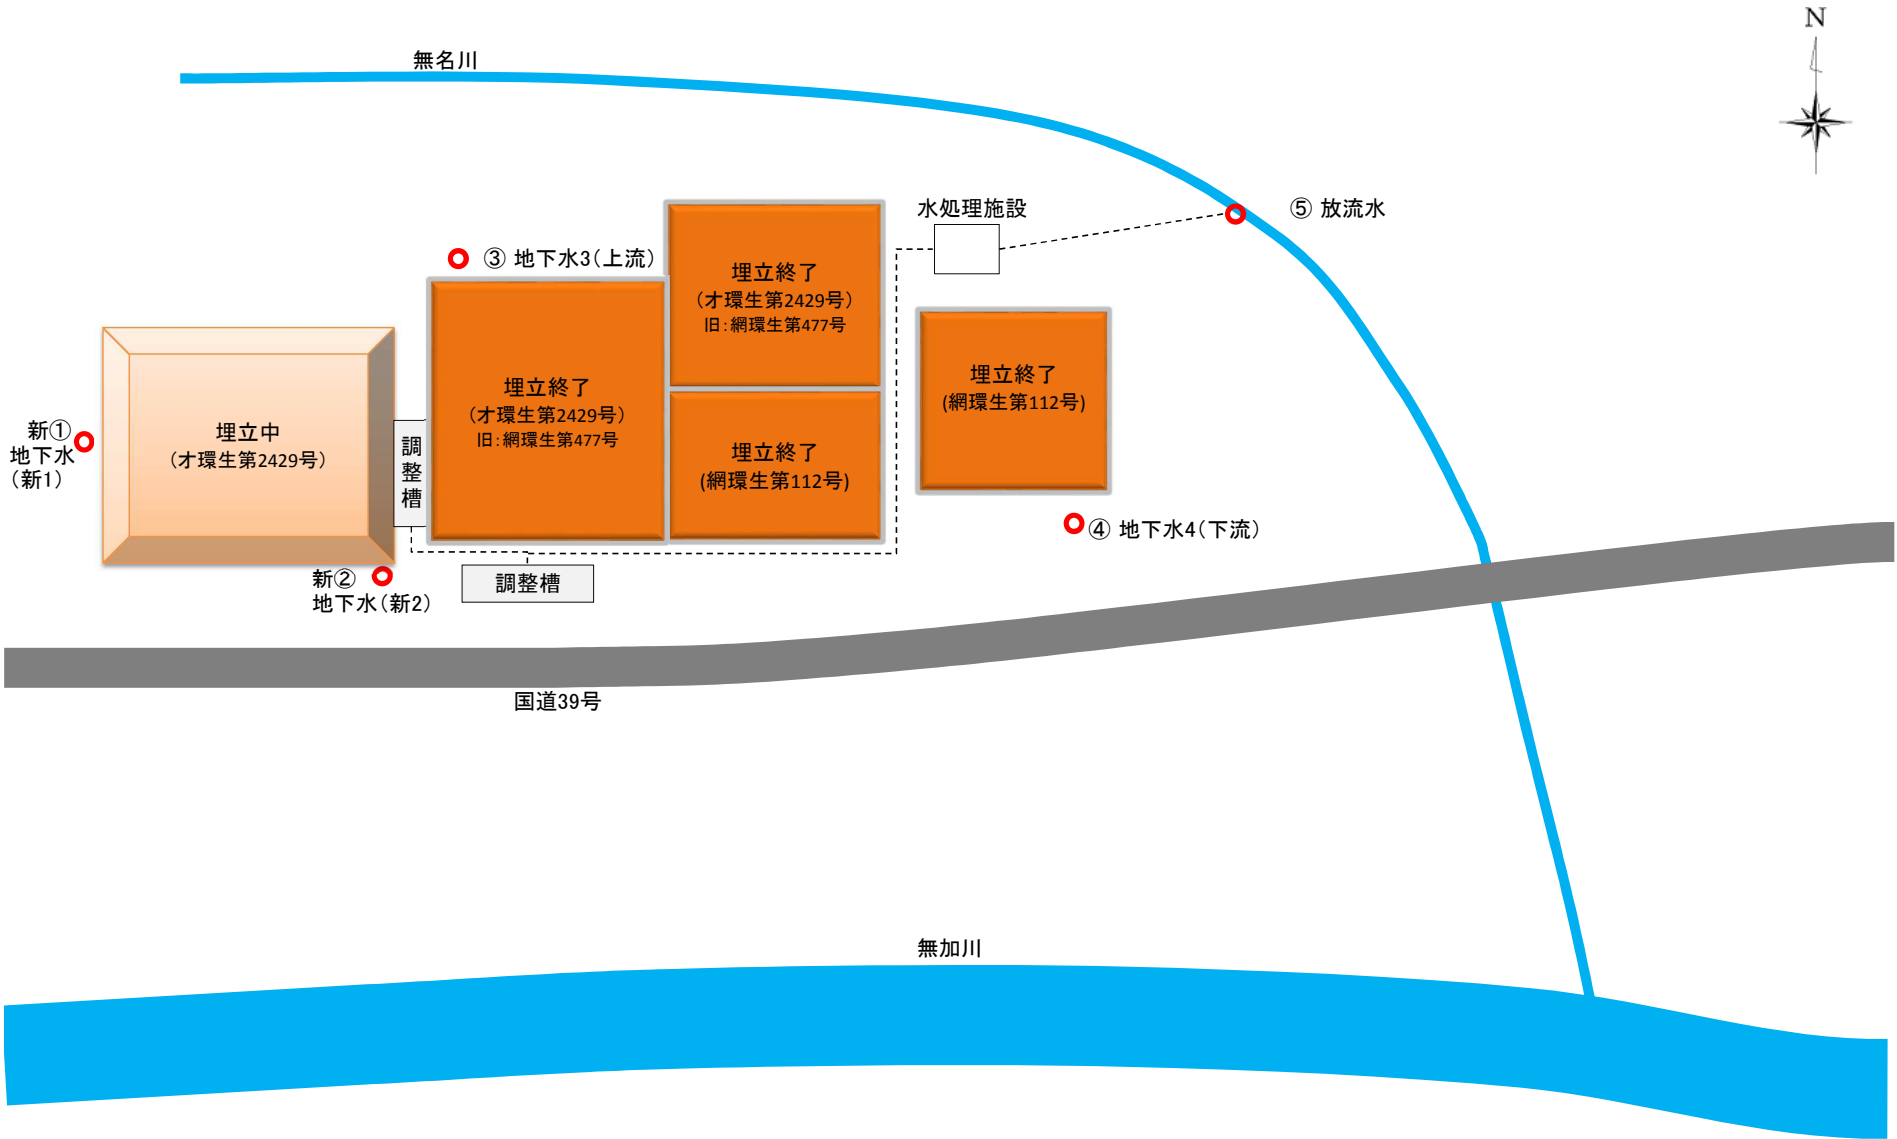 N
無名川
水処理施設
⑤ 放流水
③ 地下水3（上流）
埋立終了
（オ環生第2429号）
旧：網環生第477号
埋立終了
（オ環生第2429号）
旧：網環生第477号
埋立終了
(網環生第112号)
埋立終了
(網環生第112号)
埋立中
（オ環生第2429号）
調
整
槽
新①
地下水
（新1）
④ 地下水4（下流）
新②
地下水（新2）
調整槽
国道39号
無加川